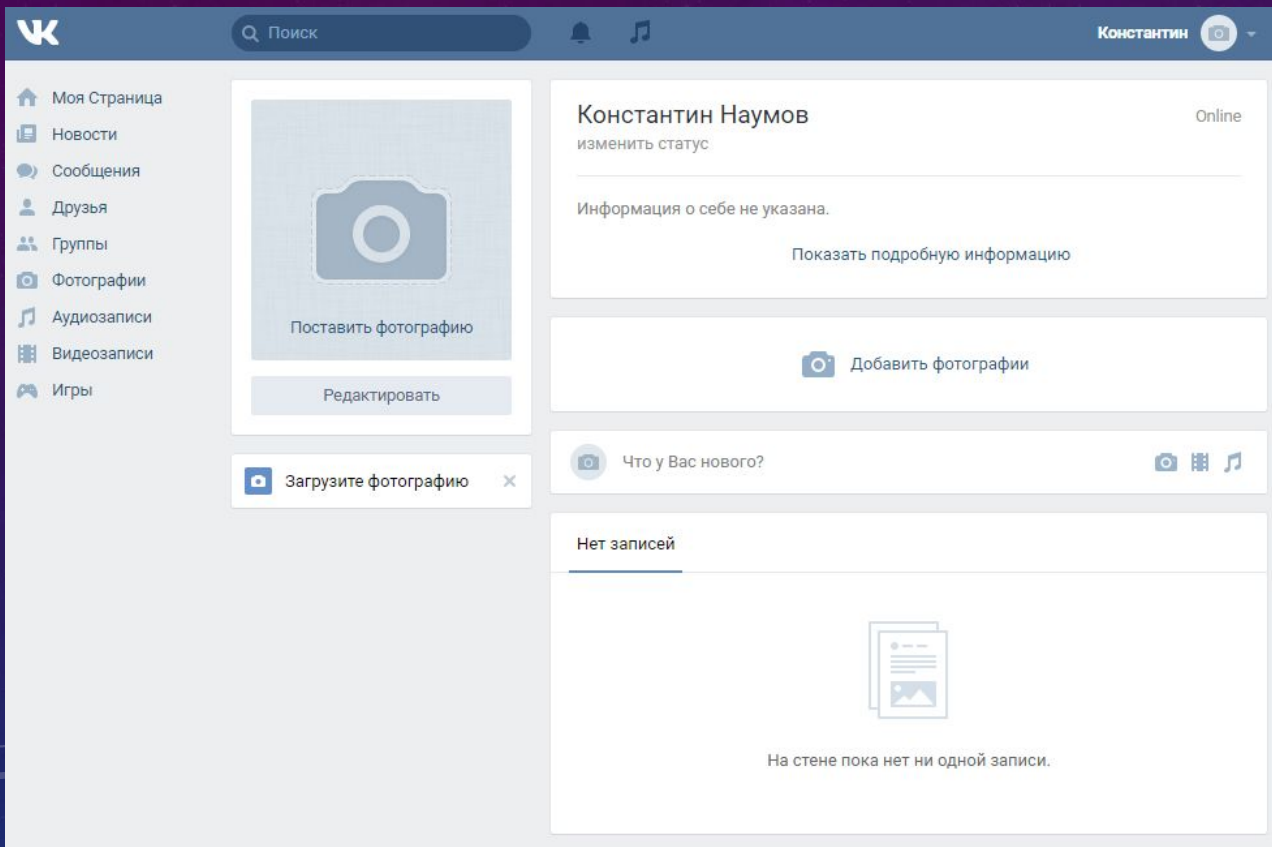 Поиск
Константин
Моя Страница
Новости
Сообщения
Друзья
Группы
Фотографии
Аудиозаписи
Видеозаписи
Игры
Поставить фотографию
Редактировать
Загрузите фотографию
Константин Наумов
Online
изменить статус
Информация о себе не указана.
Показать подробную информацию
Добавить фотографии
Что у Вас нового?
Нет записей
На стене пока нет ни одной записи.